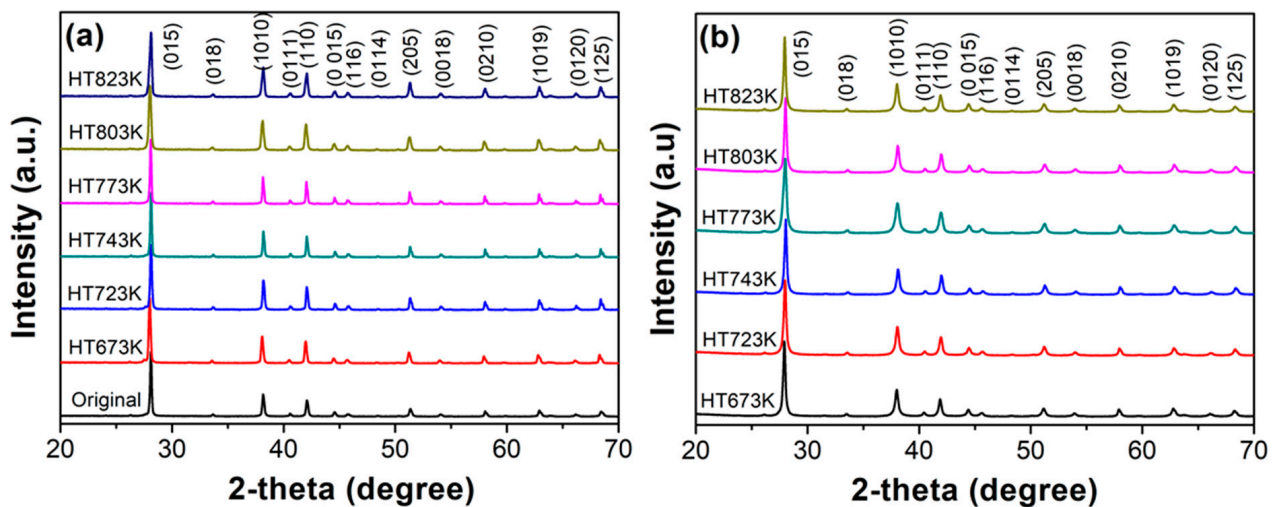 (a)
(015)
(018)
(1010)
(0111)
(110)
(0 015)
(116)
(0114)
(205)
(0018)
(0210)
(1019)
(0120)
(125)
HT823K
HT803K
HT773K
HT743K
HT723K
HT673K
Original
Intensity (a.u.)
20 30 40 50 60 70
2-theta (degree)
(b)
(015)
(018)
(1010)
(0111)
(110)
(0 015)
(116)
(0114)
(205)
(0018)
(0210)
(1019)
(0120)
(125)
HT823K
HT803K
HT773K
HT743K
HT723K
HT673K
Intensity (a.u)
20 30 40 50 60 70
2-theta (degree)